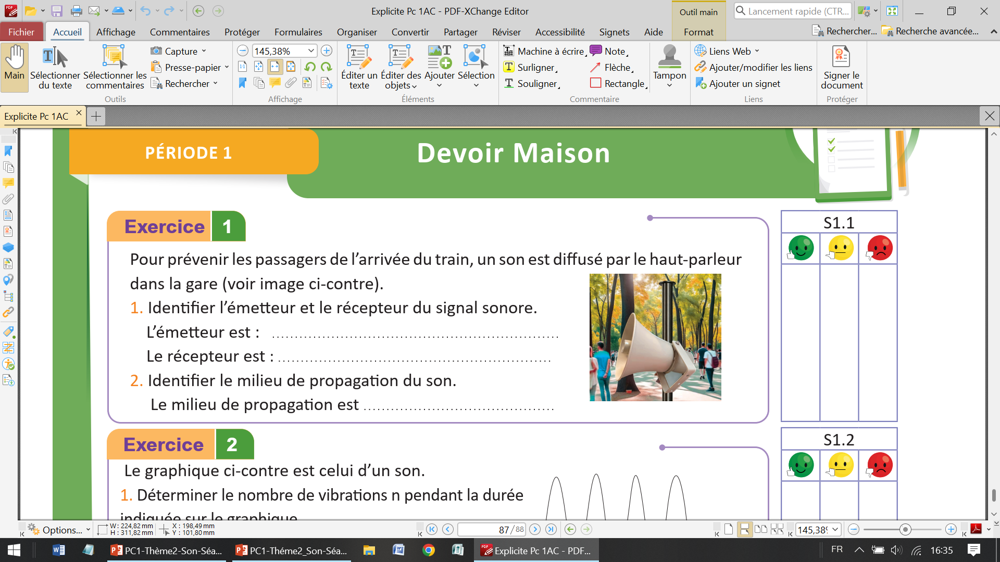 Explicite Pc 1AC - PDF-XChange Editor
Outil main
Lancement rapide (CTR...
Fichier
Accueil
Affichage
Commentaires
Protéger
Formulaires
Organiser
Convertir
Partager
Réviser
Accessibilité
Signets
Aide
Format
Rechercher...
Recherche avancée...
Main
Sélectionner du texte
Sélectionner les commentaires
Capture
Presse-papier
Rechercher
Outils
145,38%
Affichage
Éditer un texte
Éditer des objets
Ajouter
Sélection
Éléments
Machine à écrire
Surligner
Souligner
Note
Flèche
Rectangle
Commentaire
Tampon
Liens Web
Ajouter/modifier les liens
Ajouter un signet
Liens
Signer le document
Protéger
Explicite Pc 1AC
PÉRIODE 1
Devoir Maison
Exercice 1
Pour prévenir les passagers de l’arrivée du train, un son est diffusé par le haut-parleur
dans la gare (voir image ci-contre).
1. Identifier l’émetteur et le récepteur du signal sonore.
L’émetteur est : ..............................................................
Le récepteur est : ...........................................................
2. Identifier le milieu de propagation du son.
Le milieu de propagation est .........................................
S1.1
Exercice 2
Le graphique ci-contre est celui d’un son.
1. Déterminer le nombre de vibrations n pendant la durée
indiquée sur le graphique
S1.2
Options...
W : 224,82 mm
H : 311,82 mm
X : 198,49 mm
Y : 101,80 mm
87 / 88
145,38%
PC1-Thème2-Son-Séa...
PC1-Théme2_Son-Séa...
Explicite Pc 1AC - PDF...
FR
16:35